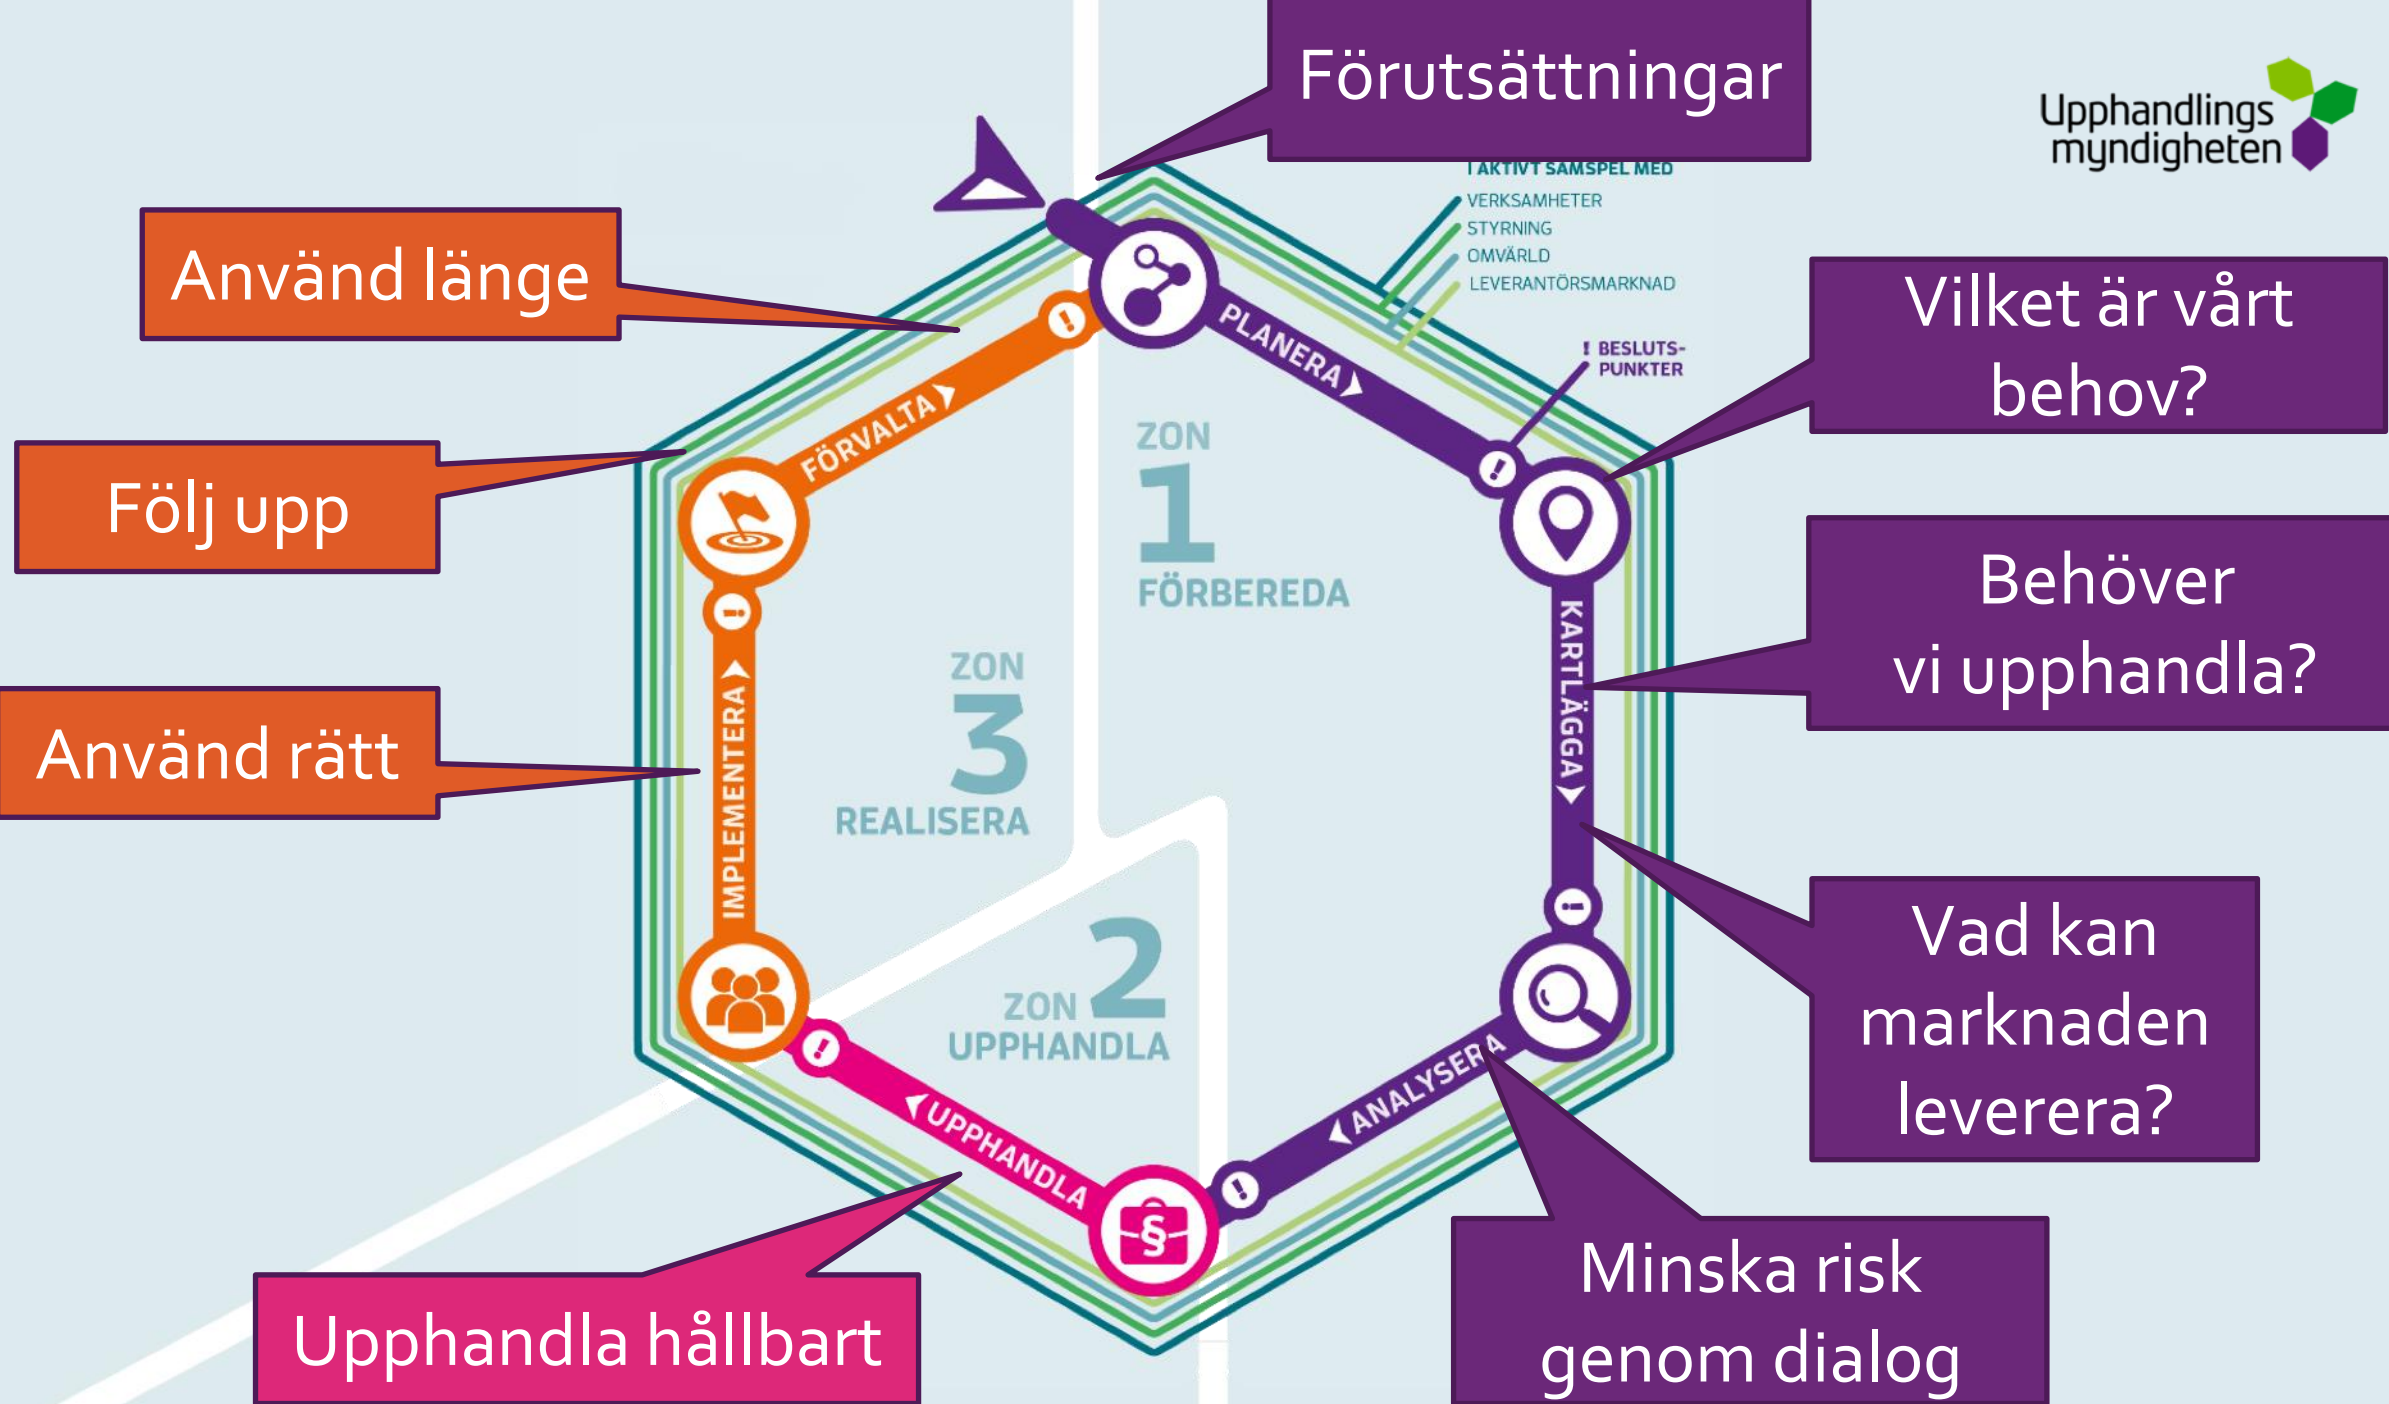 Förutsättningar
Upphandlings
myndigheten
I AKTIVT SAMSPEL MED
VERKSAMHETER
STYRNING
OMVÄRLD
LEVERANTÖRSMARKNAD
! BESLUTS-
PUNKTER
Använd länge
Vilket är vårt
behov?
PLANERA
FÖRVALTA
ZON
1
FÖRBEREDA
Följ upp
Behöver
vi upphandla?
KARTLÄGGA
ZON
3
REALISERA
Använd rätt
IMPLEMENTERA
Vad kan
marknaden
leverera?
ZON 2
UPPHANDLA
ANALYSERA
UPPHANDLA
§
Upphandla hållbart
Minska risk
genom dialog